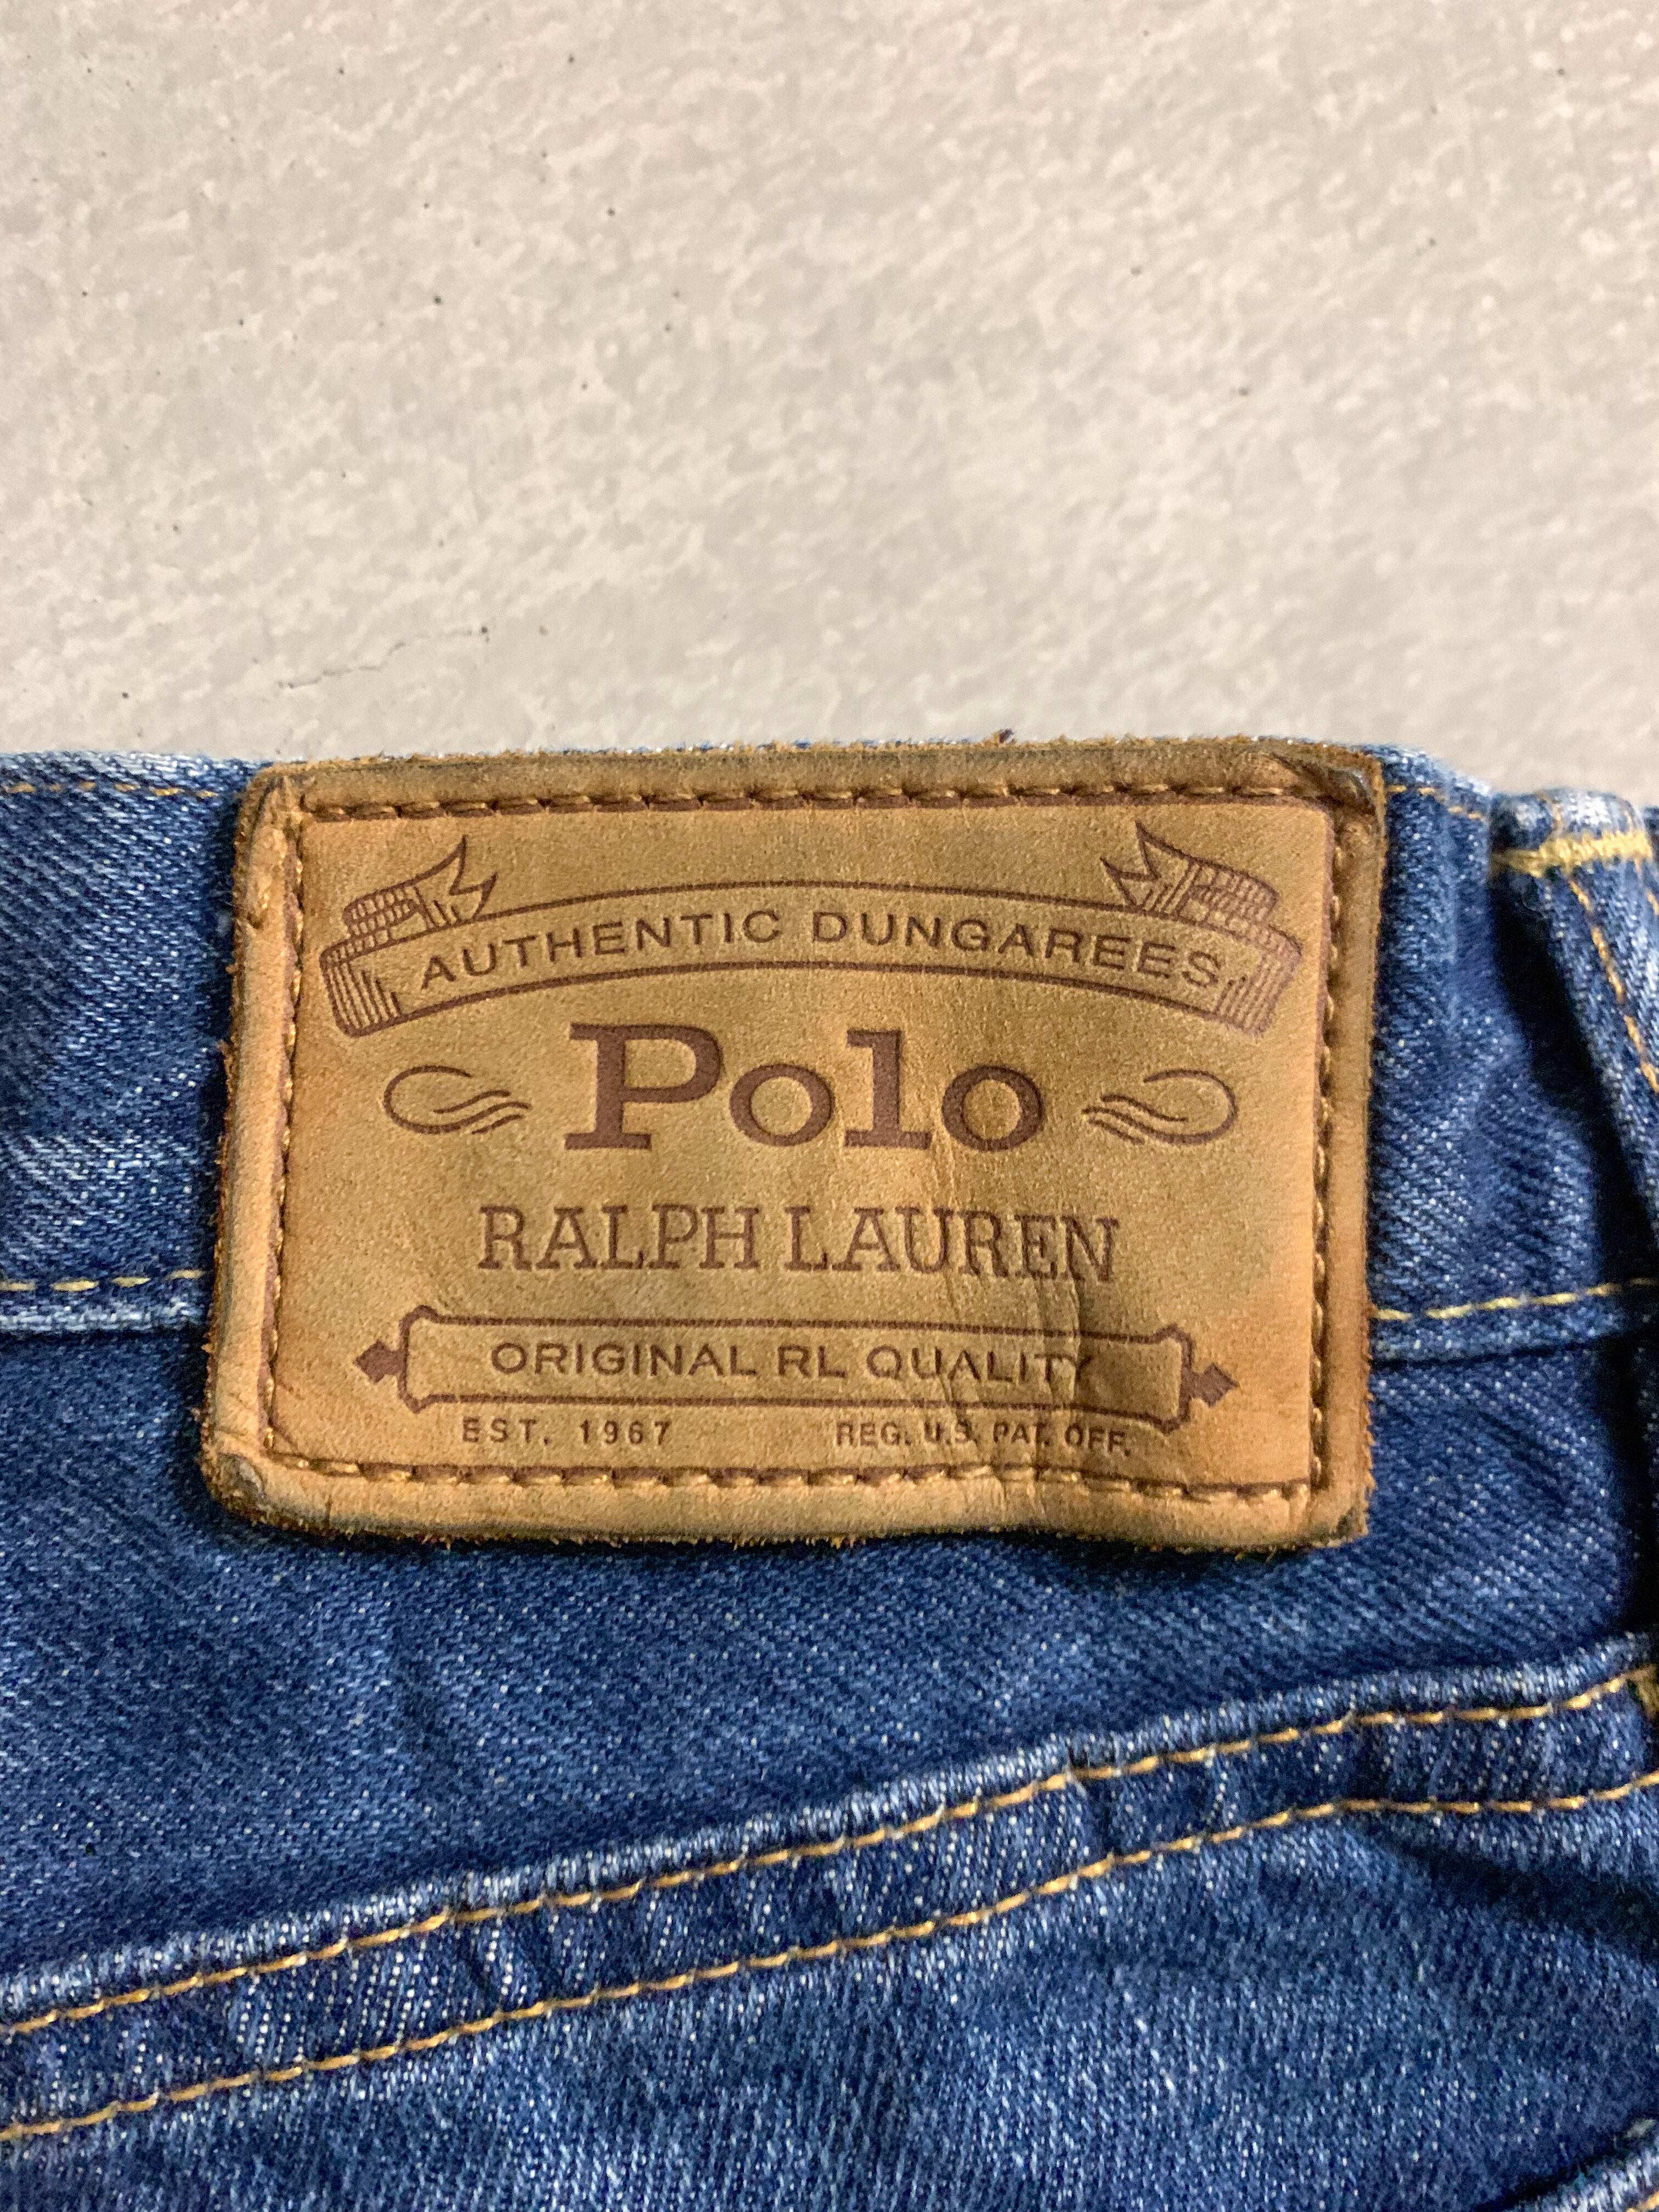 AUTHENTIC DUNGAREES
Polo
RALPH LAUREN
ORIGINAL RL QUALITY
EST. 1967 REG. U.S. PAT. OFF.